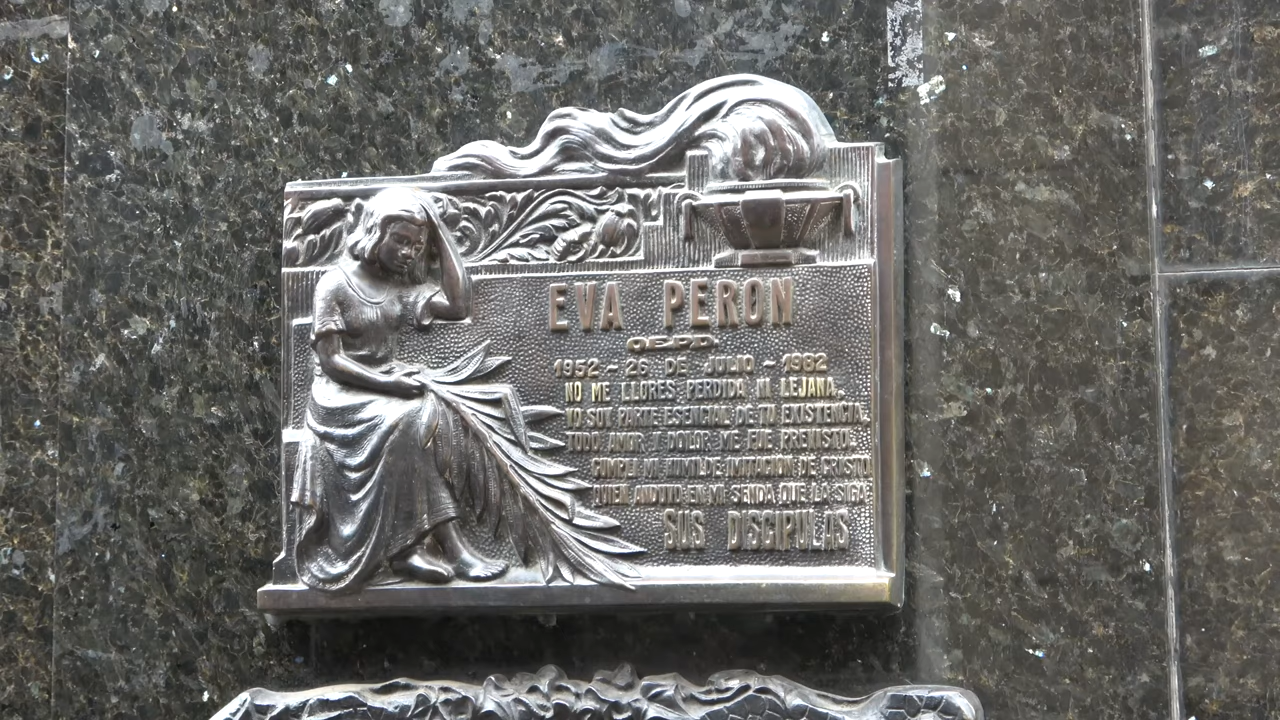 EVA PERON
QEPD
1952 - 26 DE JULIO - 1982
NO ME LLORES PERDIDA NI LEJANA,
YO SOY PARTE ESENCIAL DE TU EXISTENCIA,
TODO AMOR Y DOLOR ME FUE PREVISTO,
CUMPLI MI HUMILDE IMITACION DE CRISTO
QUIEN ANDUVO EN MI SENDA QUE LA SIGA
SUS DISCIPULAS